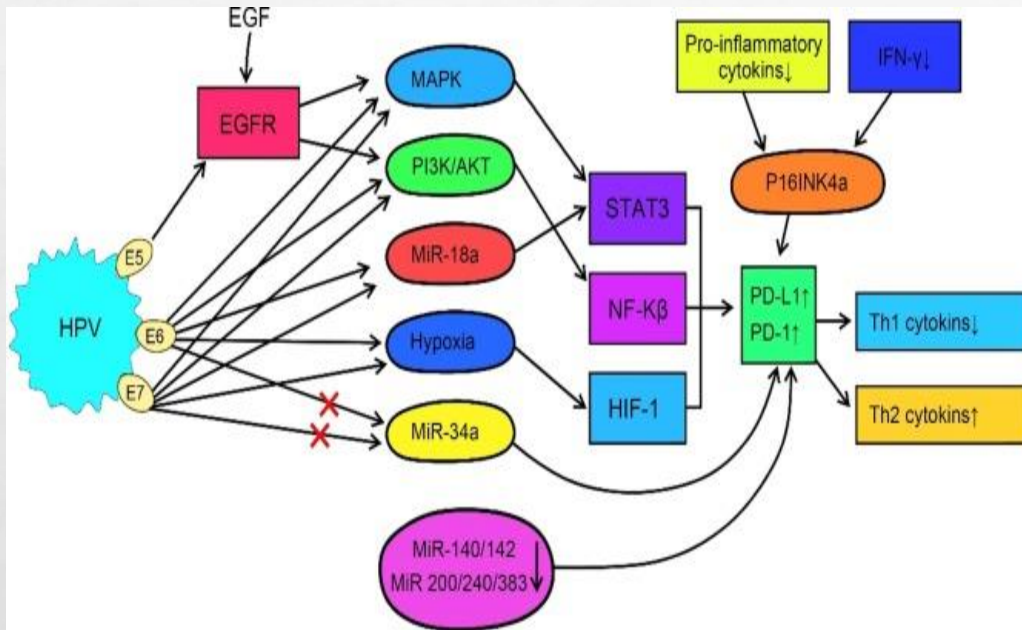 EGF
EGFR
HPV
E5
E6
E7
MAPK
PI3K/AKT
MiR-18a
Hypoxia
MiR-34a
MiR-140/142
MiR 200/240/383↓
STAT3
NF-Kβ
HIF-1
Pro-inflammatory
cytokins↓
IFN-γ↓
P16INK4a
PD-L1↑
PD-1↑
Th1 cytokins↓
Th2 cytokins↑